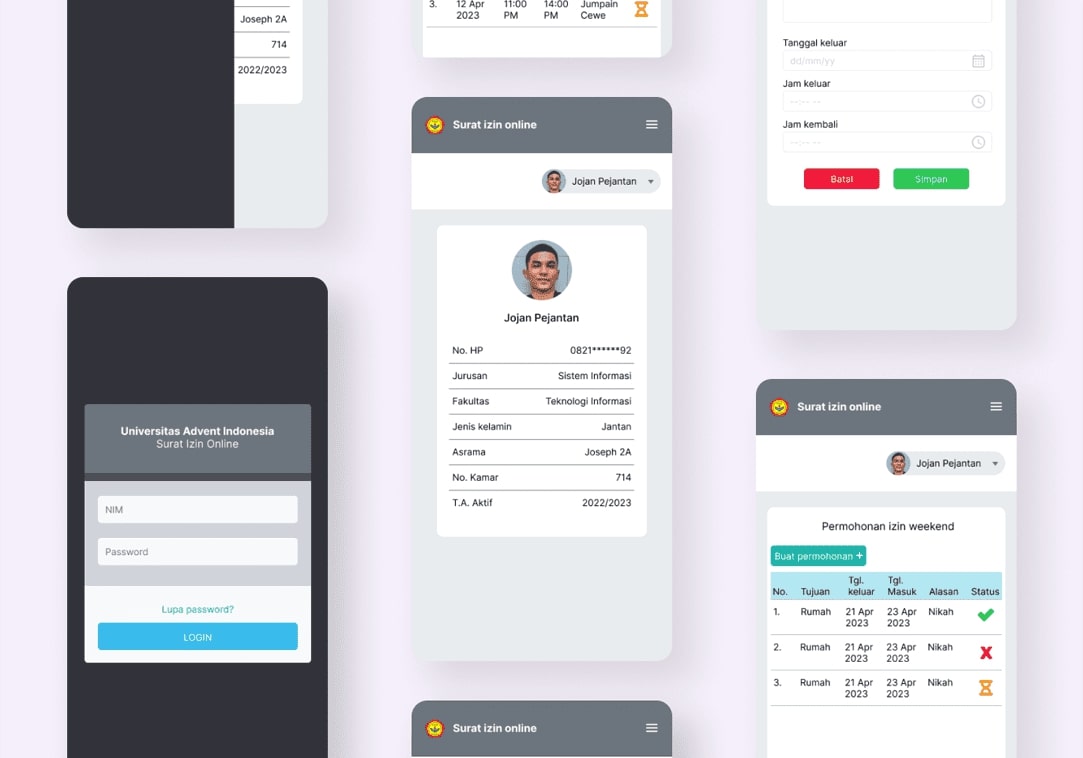 Joseph 2A
714
2022/2023
Universitas Advent Indonesia
Surat Izin Online
NIM
Password
Lupa password?
LOGIN
3. 12 Apr 2023 11:00 PM 14:00 PM Jumpain Cewe
Surat izin online
Jojan Pejantan
Jojan Pejantan
No. HP 0821******92
Jurusan Sistem Informasi
Fakultas Teknologi Informasi
Jenis kelamin Jantan
Asrama Joseph 2A
No. Kamar 714
T.A. Aktif 2022/2023
Surat izin online
Tanggal keluar
dd/mm/yy
Jam keluar
--:-- --
Jam kembali
--:-- --
Batal Simpan
Surat izin online
Jojan Pejantan
Permohonan izin weekend
Buat permohonan +
No. Tujuan Tgl. keluar Tgl. Masuk Alasan Status
1. Rumah 21 Apr 2023 23 Apr 2023 Nikah
2. Rumah 21 Apr 2023 23 Apr 2023 Nikah
3. Rumah 21 Apr 2023 23 Apr 2023 Nikah